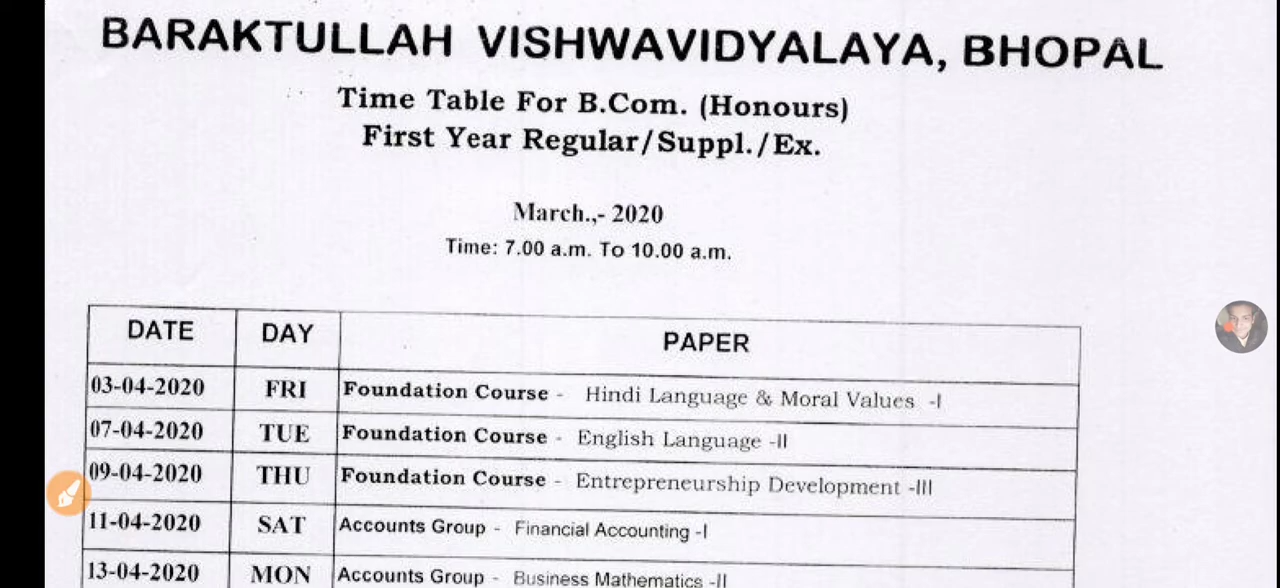 BARAKTULLAH VISHWAVIDYALAYA, BHOPAL
Time Table For B.Com. (Honours)
First Year Regular/Suppl./Ex.
March.,- 2020
Time: 7.00 a.m. To 10.00 a.m.
DATE DAY PAPER
03-04-2020 FRI Foundation Course - Hindi Language & Moral Values -I
07-04-2020 TUE Foundation Course - English Language -II
09-04-2020 THU Foundation Course - Entrepreneurship Development -III
11-04-2020 SAT Accounts Group - Financial Accounting -I
13-04-2020 MON Accounts Group - Business Mathematics -II